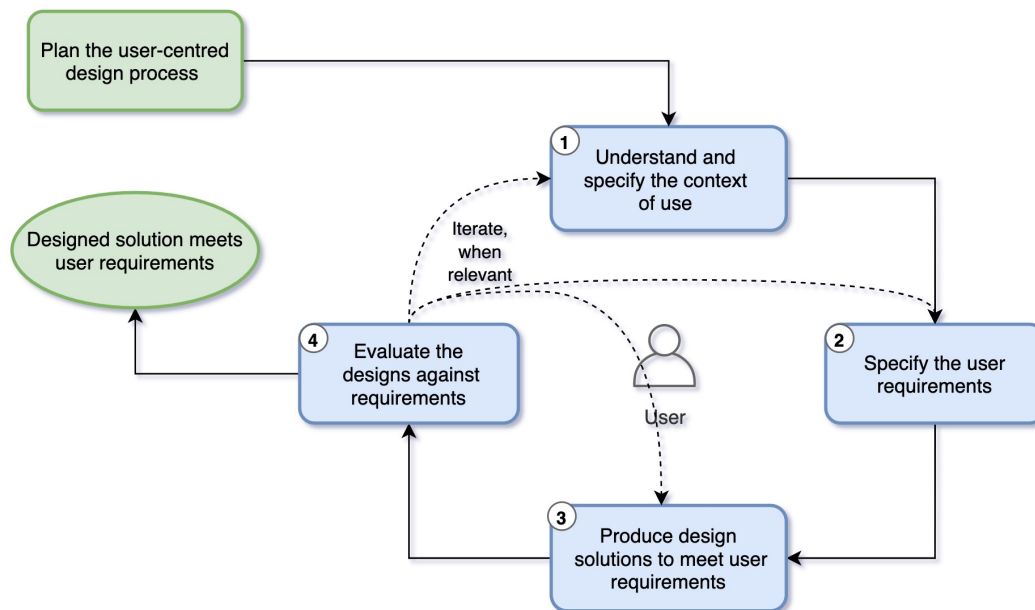 Plan the user-centred
design process
1
Understand and
specify the context
of use
Designed solution meets
user requirements
Iterate,
when
relevant
4
Evaluate the
designs against
requirements
2
Specify the user
requirements
User
3
Produce design
solutions to meet user
requirements